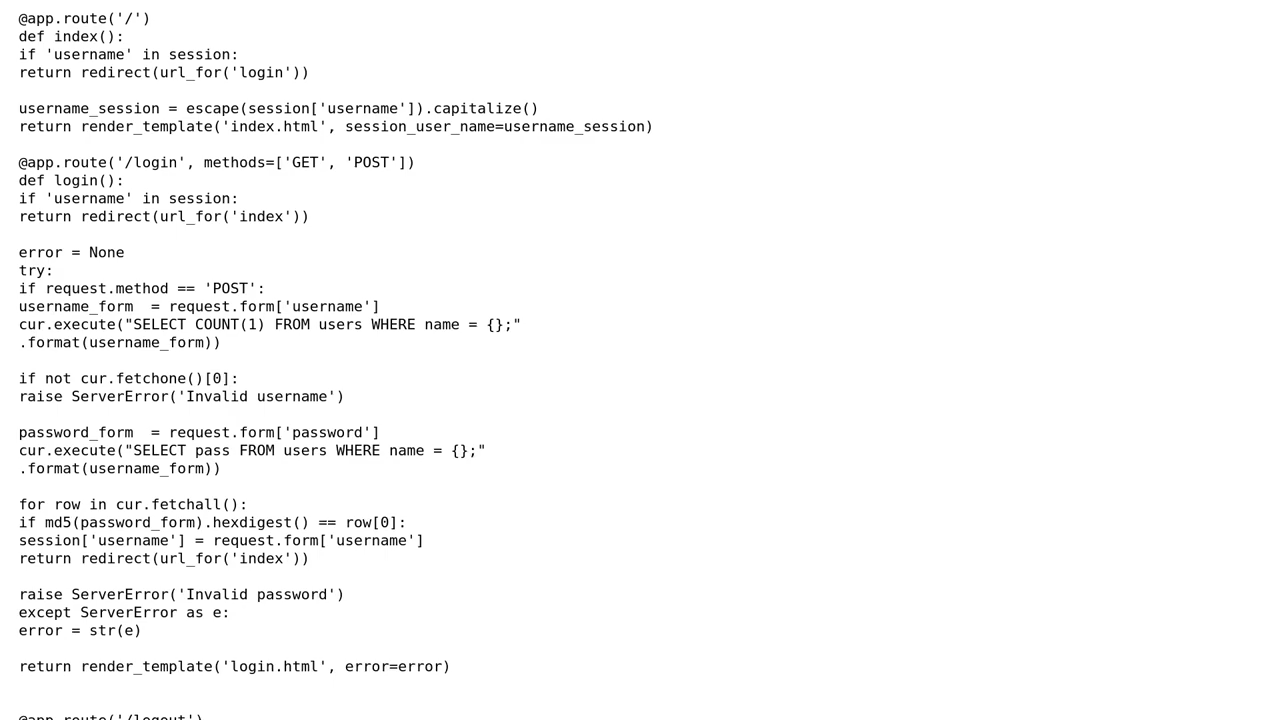 @app.route('/')
def index():
if 'username' in session:
return redirect(url_for('login'))

username_session = escape(session['username']).capitalize()
return render_template('index.html', session_user_name=username_session)

@app.route('/login', methods=['GET', 'POST'])
def login():
if 'username' in session:
return redirect(url_for('index'))

error = None
try:
if request.method == 'POST':
username_form  = request.form['username']
cur.execute("SELECT COUNT(1) FROM users WHERE name = {};"
.format(username_form))

if not cur.fetchone()[0]:
raise ServerError('Invalid username')

password_form  = request.form['password']
cur.execute("SELECT pass FROM users WHERE name = {};"
.format(username_form))

for row in cur.fetchall():
if md5(password_form).hexdigest() == row[0]:
session['username'] = request.form['username']
return redirect(url_for('index'))

raise ServerError('Invalid password')
except ServerError as e:
error = str(e)

return render_template('login.html', error=error)

@app.route('/logout')